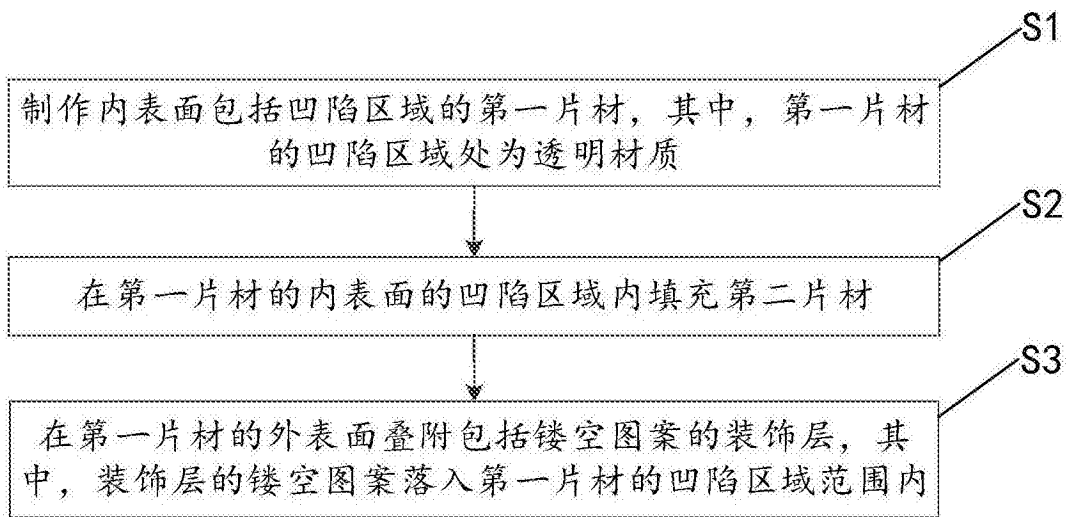 S1
制作内表面包括凹陷区域的第一片材，其中，第一片材
的凹陷区域处为透明材质
S2
在第一片材的内表面的凹陷区域内填充第二片材
S3
在第一片材的外表面叠附包括镂空图案的装饰层，其
中，装饰层的镂空图案落入第一片材的凹陷区域范围内